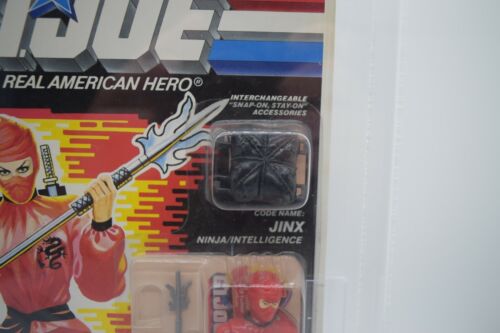 G.I. JOE
REAL AMERICAN HERO®
INTERCHANGEABLE
"SNAP-ON, STAY-ON"
ACCESSORIES
CODE NAME:
JINX
NINJA/INTELLIGENCE